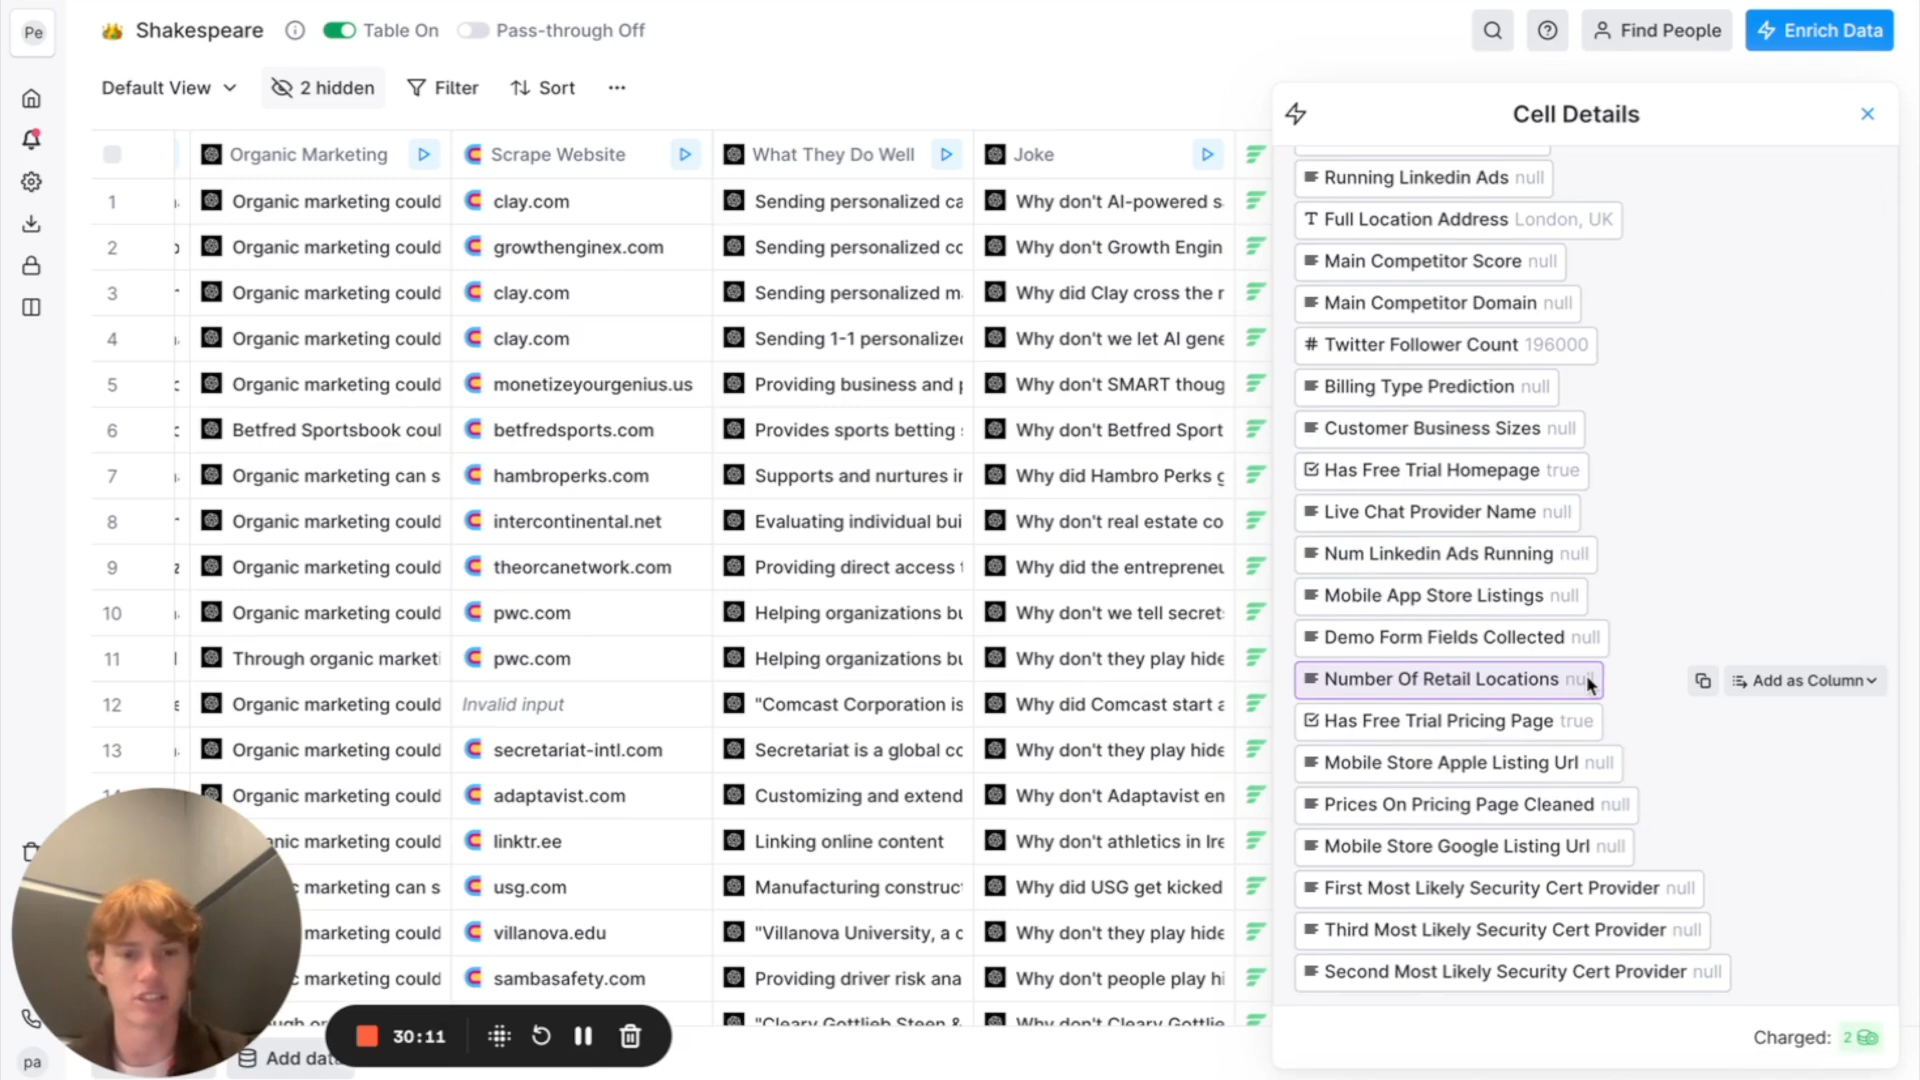 Pe
Shakespeare
Table On
Pass-through Off
Find People
Enrich Data
Default View
2 hidden
Filter
Sort
Organic Marketing
Scrape Website
What They Do Well
Joke
1 Organic marketing could clay.com Sending personalized ca Why don't AI-powered s
2 Organic marketing could growthenginex.com Sending personalized cc Why don't Growth Engin
3 Organic marketing could clay.com Sending personalized m Why did Clay cross the r
4 Organic marketing could clay.com Sending 1-1 personalized Why don't we let AI gene
5 Organic marketing could monetizeyourgenius.us Providing business and p Why don't SMART thoug
6 Betfred Sportsbook coul betfredsports.com Provides sports betting Why don't Betfred Sport
7 Organic marketing can s hambroperks.com Supports and nurtures ir Why did Hambro Perks g
8 Organic marketing could intercontinental.net Evaluating individual bui Why don't real estate co
9 Organic marketing could theorcanetwork.com Providing direct access t Why did the entrepreneu
10 Organic marketing could pwc.com Helping organizations bu Why don't we tell secret
11 Through organic marketi pwc.com Helping organizations bu Why don't they play hide
12 Organic marketing could Invalid input "Comcast Corporation is Why did Comcast start a
13 Organic marketing could secretariat-intl.com Secretariat is a global cc Why don't they play hide
Organic marketing could adaptavist.com Customizing and extend Why don't Adaptavist en
anic marketing could linktr.ee Linking online content Why don't athletics in Ire
c marketing can s usg.com Manufacturing construct Why did USG get kicked
marketing could villanova.edu "Villanova University, a c Why don't they play hide
marketing could sambasafety.com Providing driver risk ana Why don't people play hi
"Cleary Gottlieb Steen & Why don't Cleary Gottlie
pa
Add data
30:11
Cell Details
Running Linkedin Ads null
Full Location Address London, UK
Main Competitor Score null
Main Competitor Domain null
Twitter Follower Count 196000
Billing Type Prediction null
Customer Business Sizes null
Has Free Trial Homepage true
Live Chat Provider Name null
Num Linkedin Ads Running null
Mobile App Store Listings null
Demo Form Fields Collected null
Number Of Retail Locations null
Add as Column
Has Free Trial Pricing Page true
Mobile Store Apple Listing Url null
Prices On Pricing Page Cleaned null
Mobile Store Google Listing Url null
First Most Likely Security Cert Provider null
Third Most Likely Security Cert Provider null
Second Most Likely Security Cert Provider null
Charged: 2